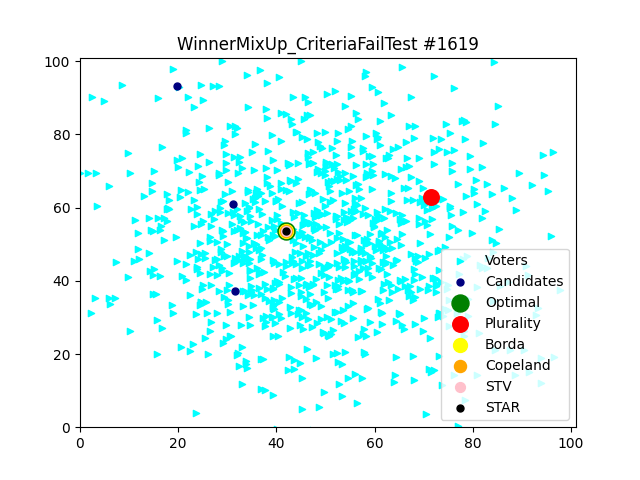 WinnerMixUp_CriteriaFailTest #1619
100
80
60
40
20
0
0 20 40 60 80 100
Voters
Candidates
Optimal
Plurality
Borda
Copeland
STV
STAR